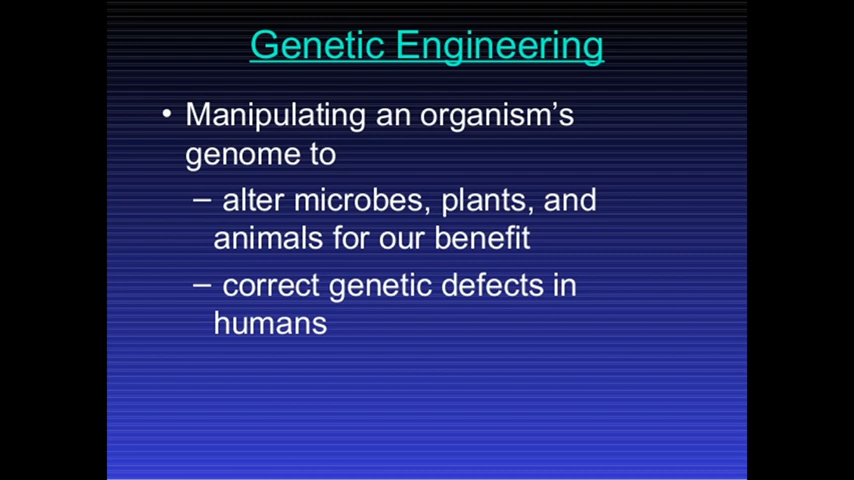 Genetic Engineering
• Manipulating an organism’s
genome to
– alter microbes, plants, and
animals for our benefit
– correct genetic defects in
humans